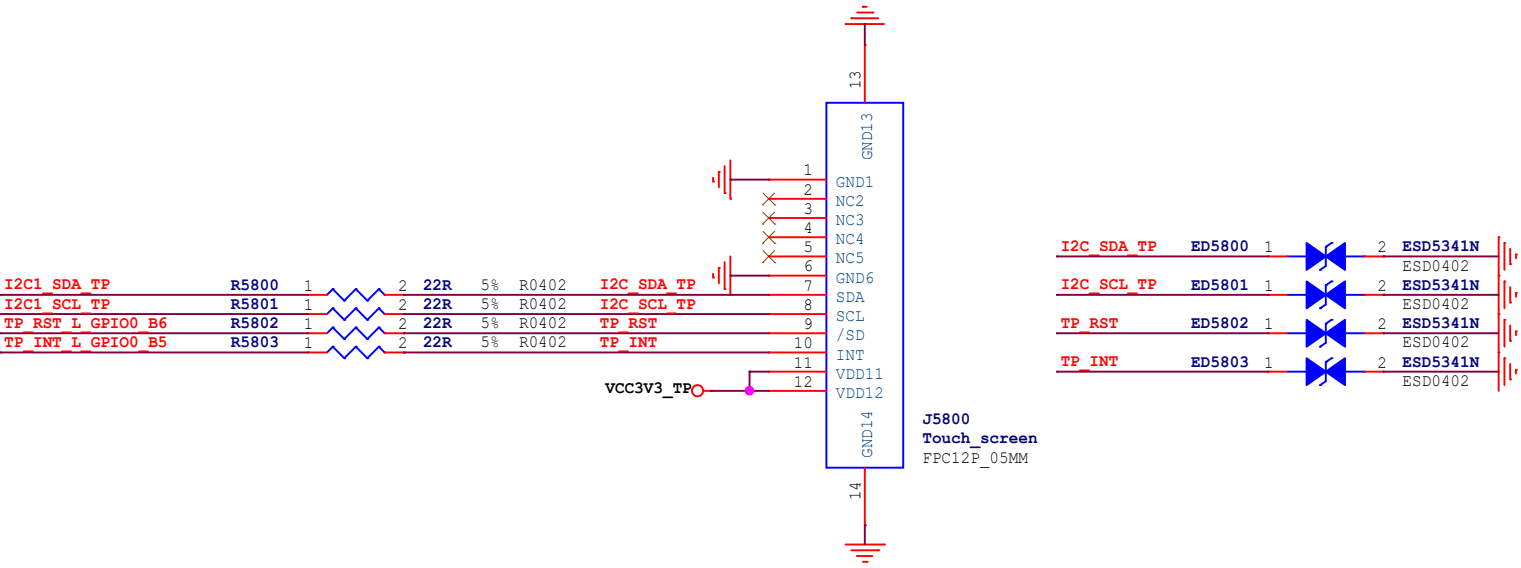 13
GND13
1 GND1
2 NC2
3 NC3
4 NC4
5 NC5
6 GND6
I2C1_SDA_TP R5800 1 2 22R 5% R0402 I2C_SDA_TP 7 SDA
I2C1_SCL_TP R5801 1 2 22R 5% R0402 I2C_SCL_TP 8 SCL
TP_RST_L_GPIO0_B6 R5802 1 2 22R 5% R0402 TP_RST 9 /SD
TP_INT_L_GPIO0_B5 R5803 1 2 22R 5% R0402 TP_INT 10 INT
11 VDD11
VCC3V3_TP 12 VDD12
GND14
14
J5800
Touch_screen
FPC12P_05MM
I2C_SDA_TP ED5800 1 2 ESD5341N
ESD0402
I2C_SCL_TP ED5801 1 2 ESD5341N
ESD0402
TP_RST ED5802 1 2 ESD5341N
ESD0402
TP_INT ED5803 1 2 ESD5341N
ESD0402